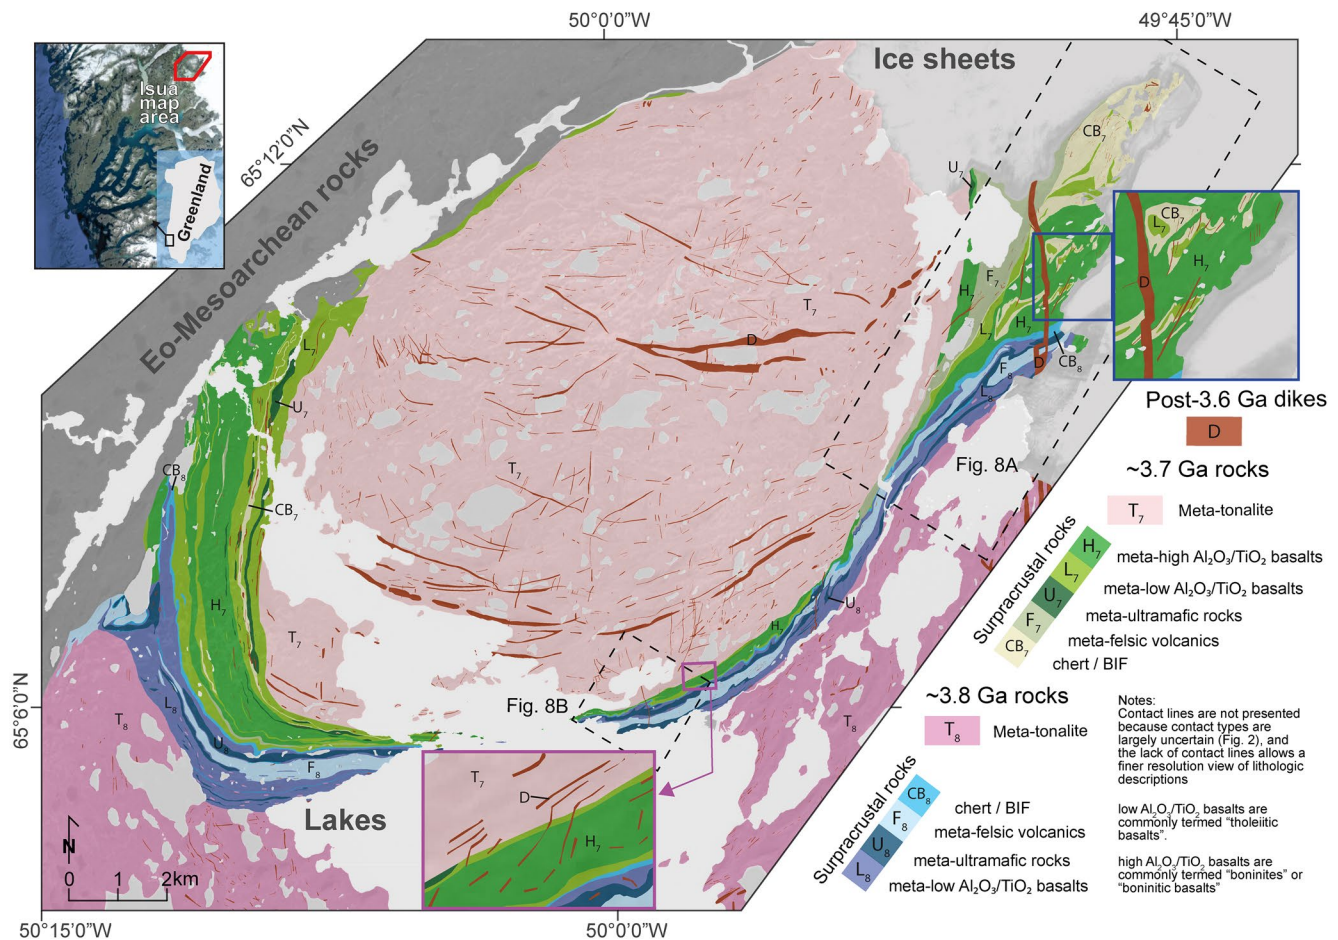 50°0'0"W
49°45'0"W
Ice sheets
Isua
map
area
Greenland
65°12'0"N
Eo-Mesoarchean rocks
CB₇
U₇
CB₇
L₇
H₇
D
F₇
H₇
L₇
H₇
T₇
D
L₇
U₇
D
CB₈
F₈
L₈
Post-3.6 Ga dikes
D
CB₈
T₇
Fig. 8A
~3.7 Ga rocks
CB₇
T₇
Meta-tonalite
Surpracrustal rocks
H₇
meta-high Al₂O₃/TiO₂ basalts
L₇
meta-low Al₂O₃/TiO₂ basalts
U₇
meta-ultramafic rocks
F₇
meta-felsic volcanics
CB₇
chert / BIF
H₇
U₈
H₇
T₇
65°6'0"N
Fig. 8B
L₈
T₈
U₈
F₈
T₈
~3.8 Ga rocks
T₈
Meta-tonalite
Surpracrustal rocks
CB₈
chert / BIF
F₈
meta-felsic volcanics
U₈
meta-ultramafic rocks
L₈
meta-low Al₂O₃/TiO₂ basalts
Notes:
Contact lines are not presented
because contact types are
largely uncertain (Fig. 2), and
the lack of contact lines allows a
finer resolution view of lithologic
descriptions
low Al₂O₃/TiO₂ basalts are
commonly termed “tholeiitic
basalts”.
high Al₂O₃/TiO₂ basalts are
commonly termed “boninites” or
“boninitic basalts”
T₇
D
H₇
Lakes
N
0 1 2km
50°15'0"W
50°0'0"W